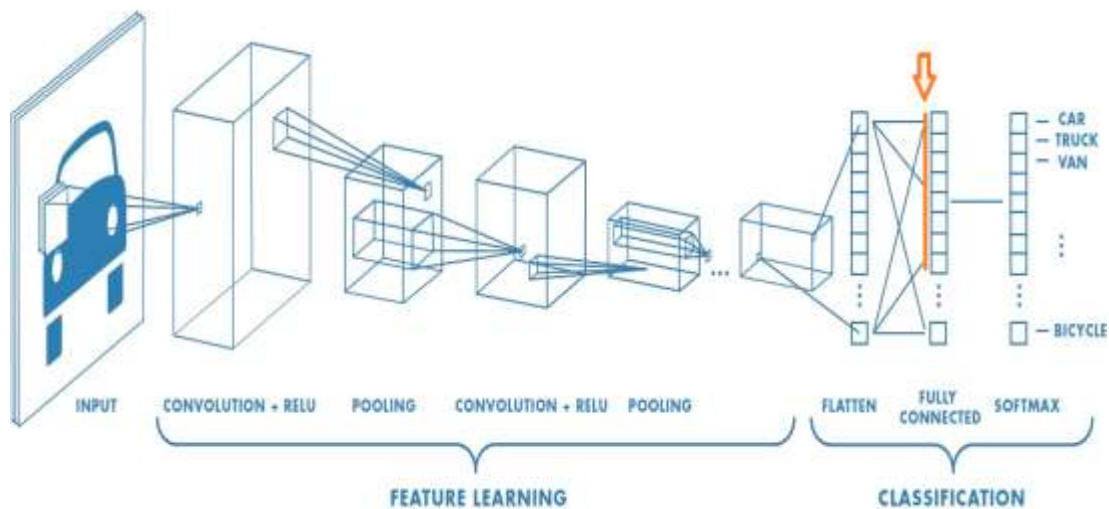 CAR
TRUCK
VAN
...
BICYCLE
INPUT
CONVOLUTION + RELU
POOLING
CONVOLUTION + RELU
POOLING
FLATTEN
FULLY
CONNECTED
SOFTMAX
FEATURE LEARNING
CLASSIFICATION